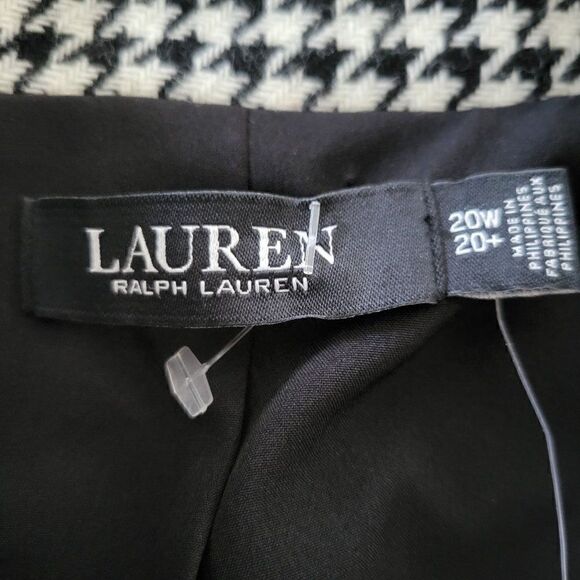 LAUREN
RALPH LAUREN
20W
20+
MADE IN
PHILIPPINES
FABRIQUÉ AUX
PHILIPPINES